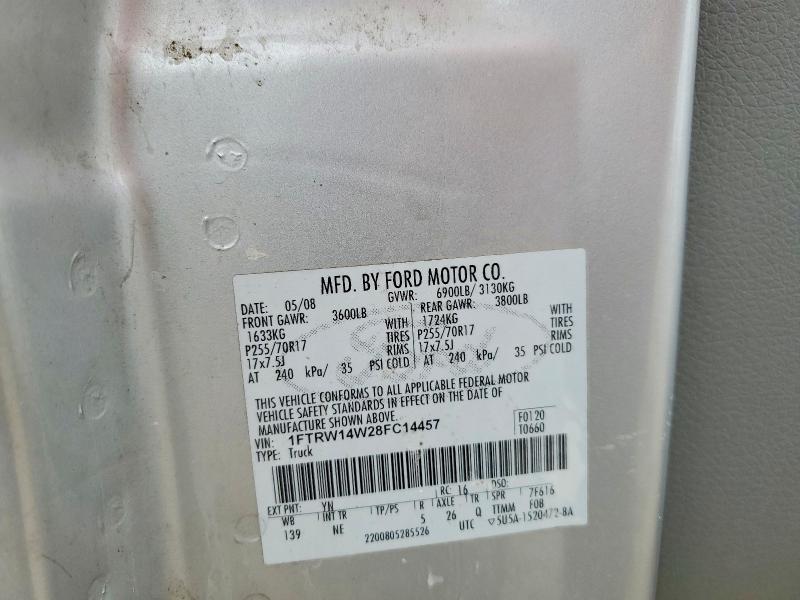 MFD. BY FORD MOTOR CO.
DATE: 05/08 GVWR: 6900LB/ 3130KG
FRONT GAWR: 3600LB REAR GAWR: 3800LB
1633KG WITH 1724KG WITH
P255/70R17 TIRES P255/70R17 TIRES
17x7.5J RIMS 17x7.5J RIMS
AT 240 kPa/ 35 PSI COLD AT 240 kPa/ 35 PSI COLD
THIS VEHICLE CONFORMS TO ALL APPLICABLE FEDERAL MOTOR
VEHICLE SAFETY STANDARDS IN EFFECT ON THE DATE OF
MANUFACTURE SHOWN ABOVE.
VIN: 1FTRW14W28FC14457 F0120
TYPE: Truck T0660
EXT PNT: YN RC: 16 DSO: 7F616
WB INT TR TP/PS R AXLE TR SPR F08
139 NE 5 26 Q TTMM
2200805285526 UTC ▽5U5A-1520472-BA